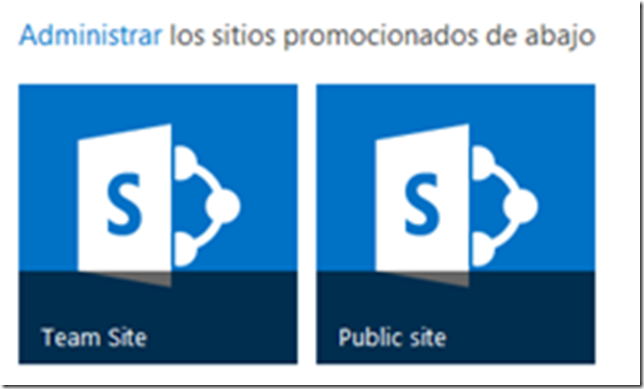 Administrar los sitios promocionados de abajo
S
S
Team Site
Public site